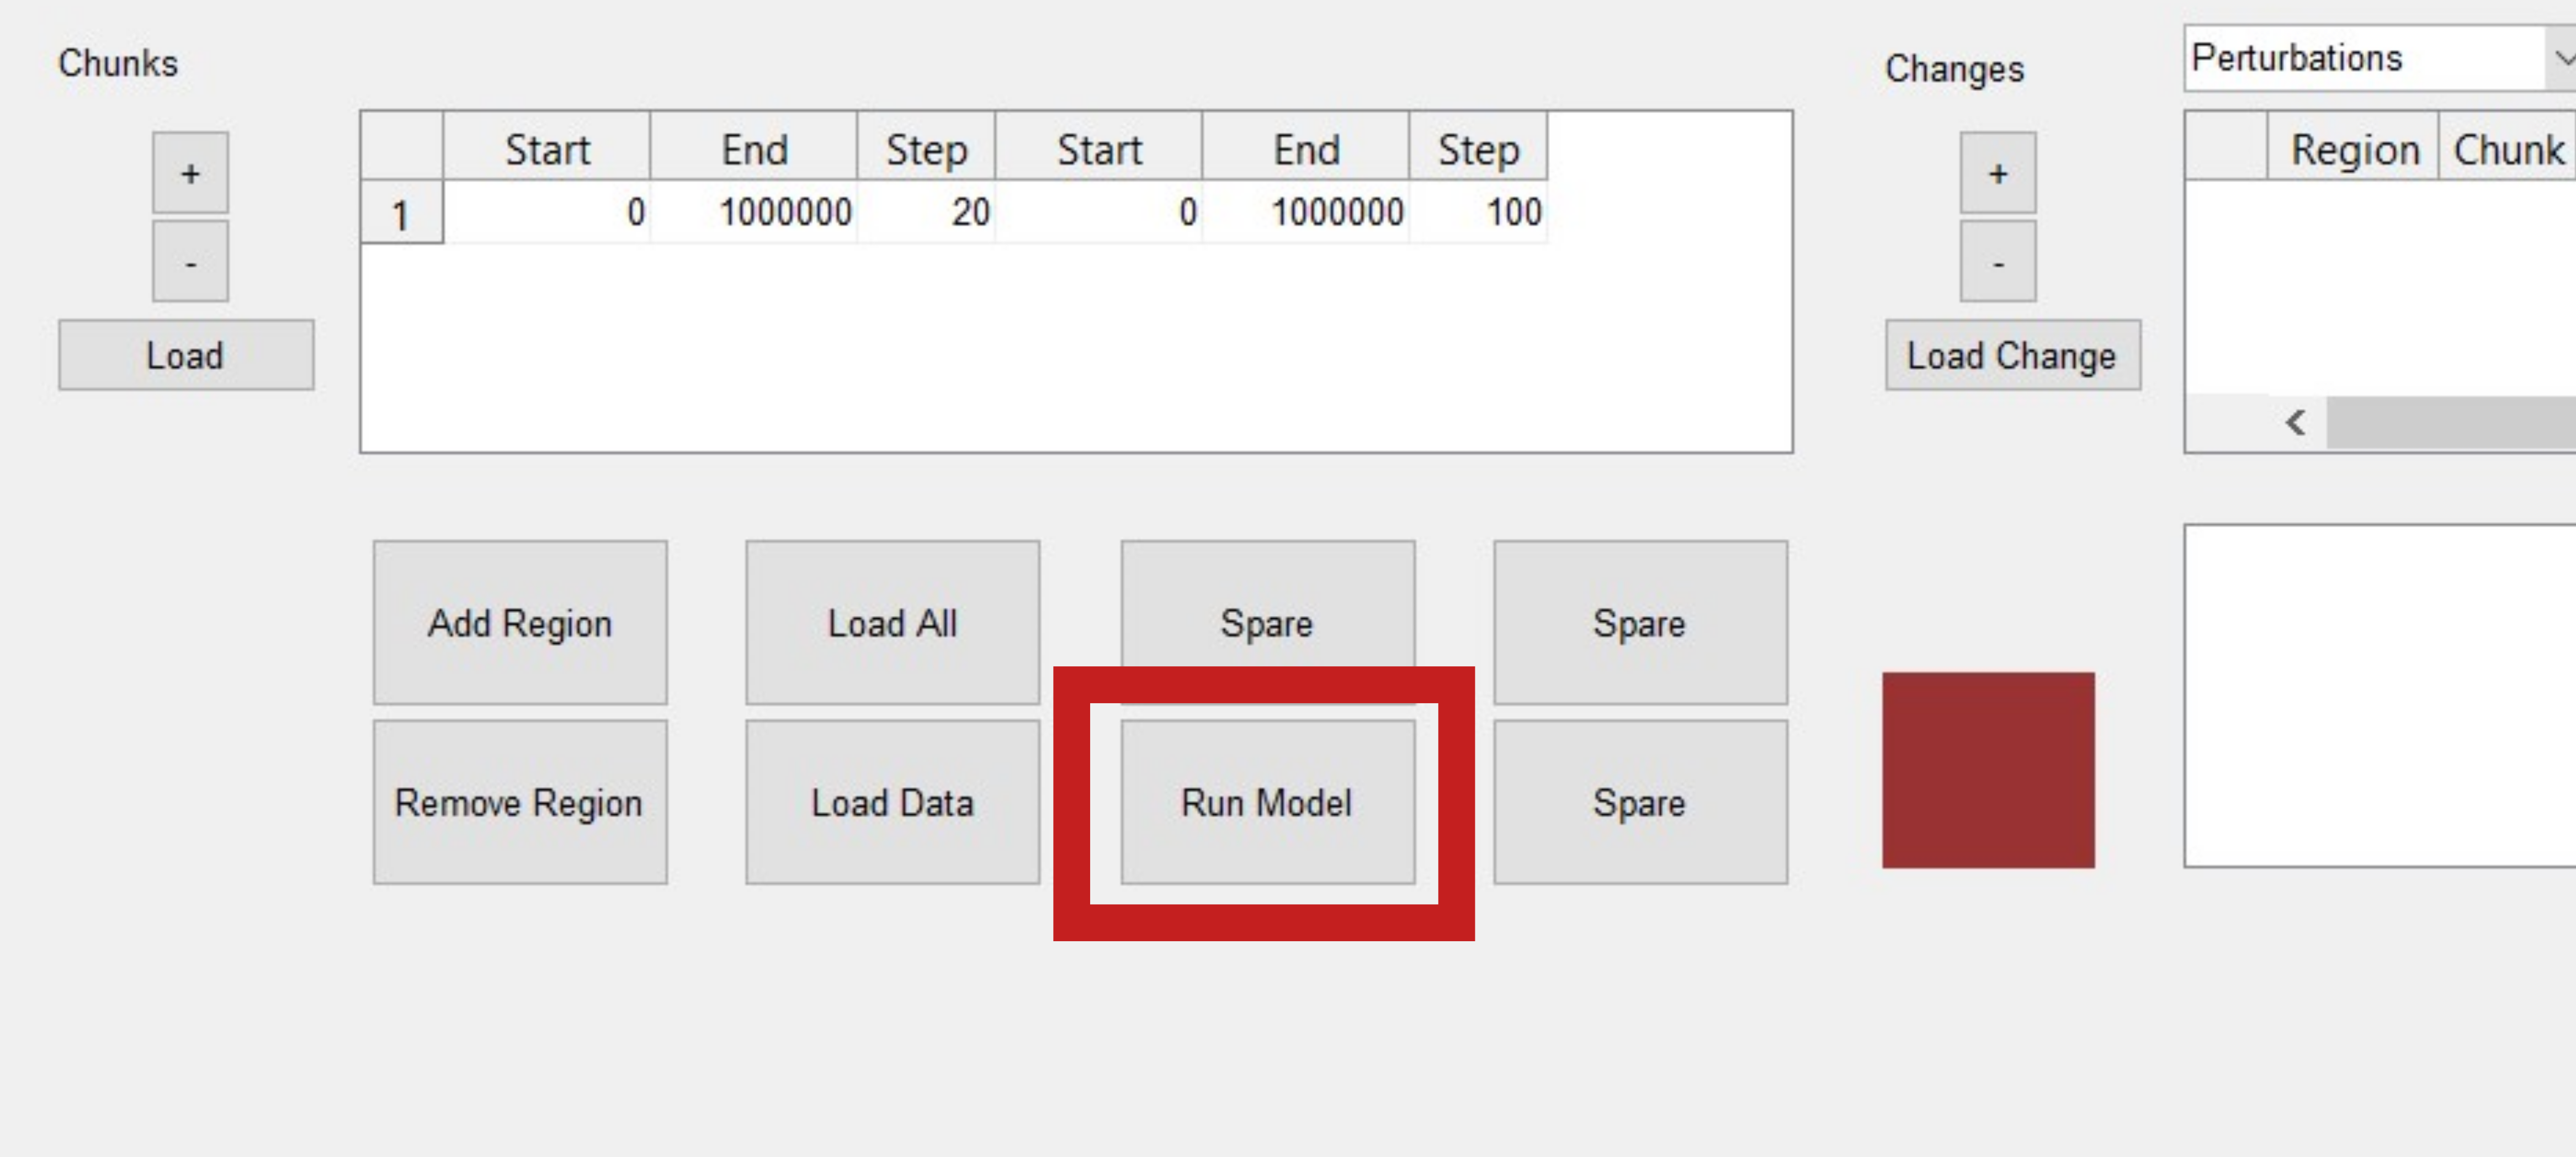 Chunks
Changes
Perturbations
+
-
Load
Start End Step Start End Step
1 0 1000000 20 0 1000000 100
+
-
Load Change
Region Chunk
Add Region Load All Spare Spare
Remove Region Load Data Run Model Spare